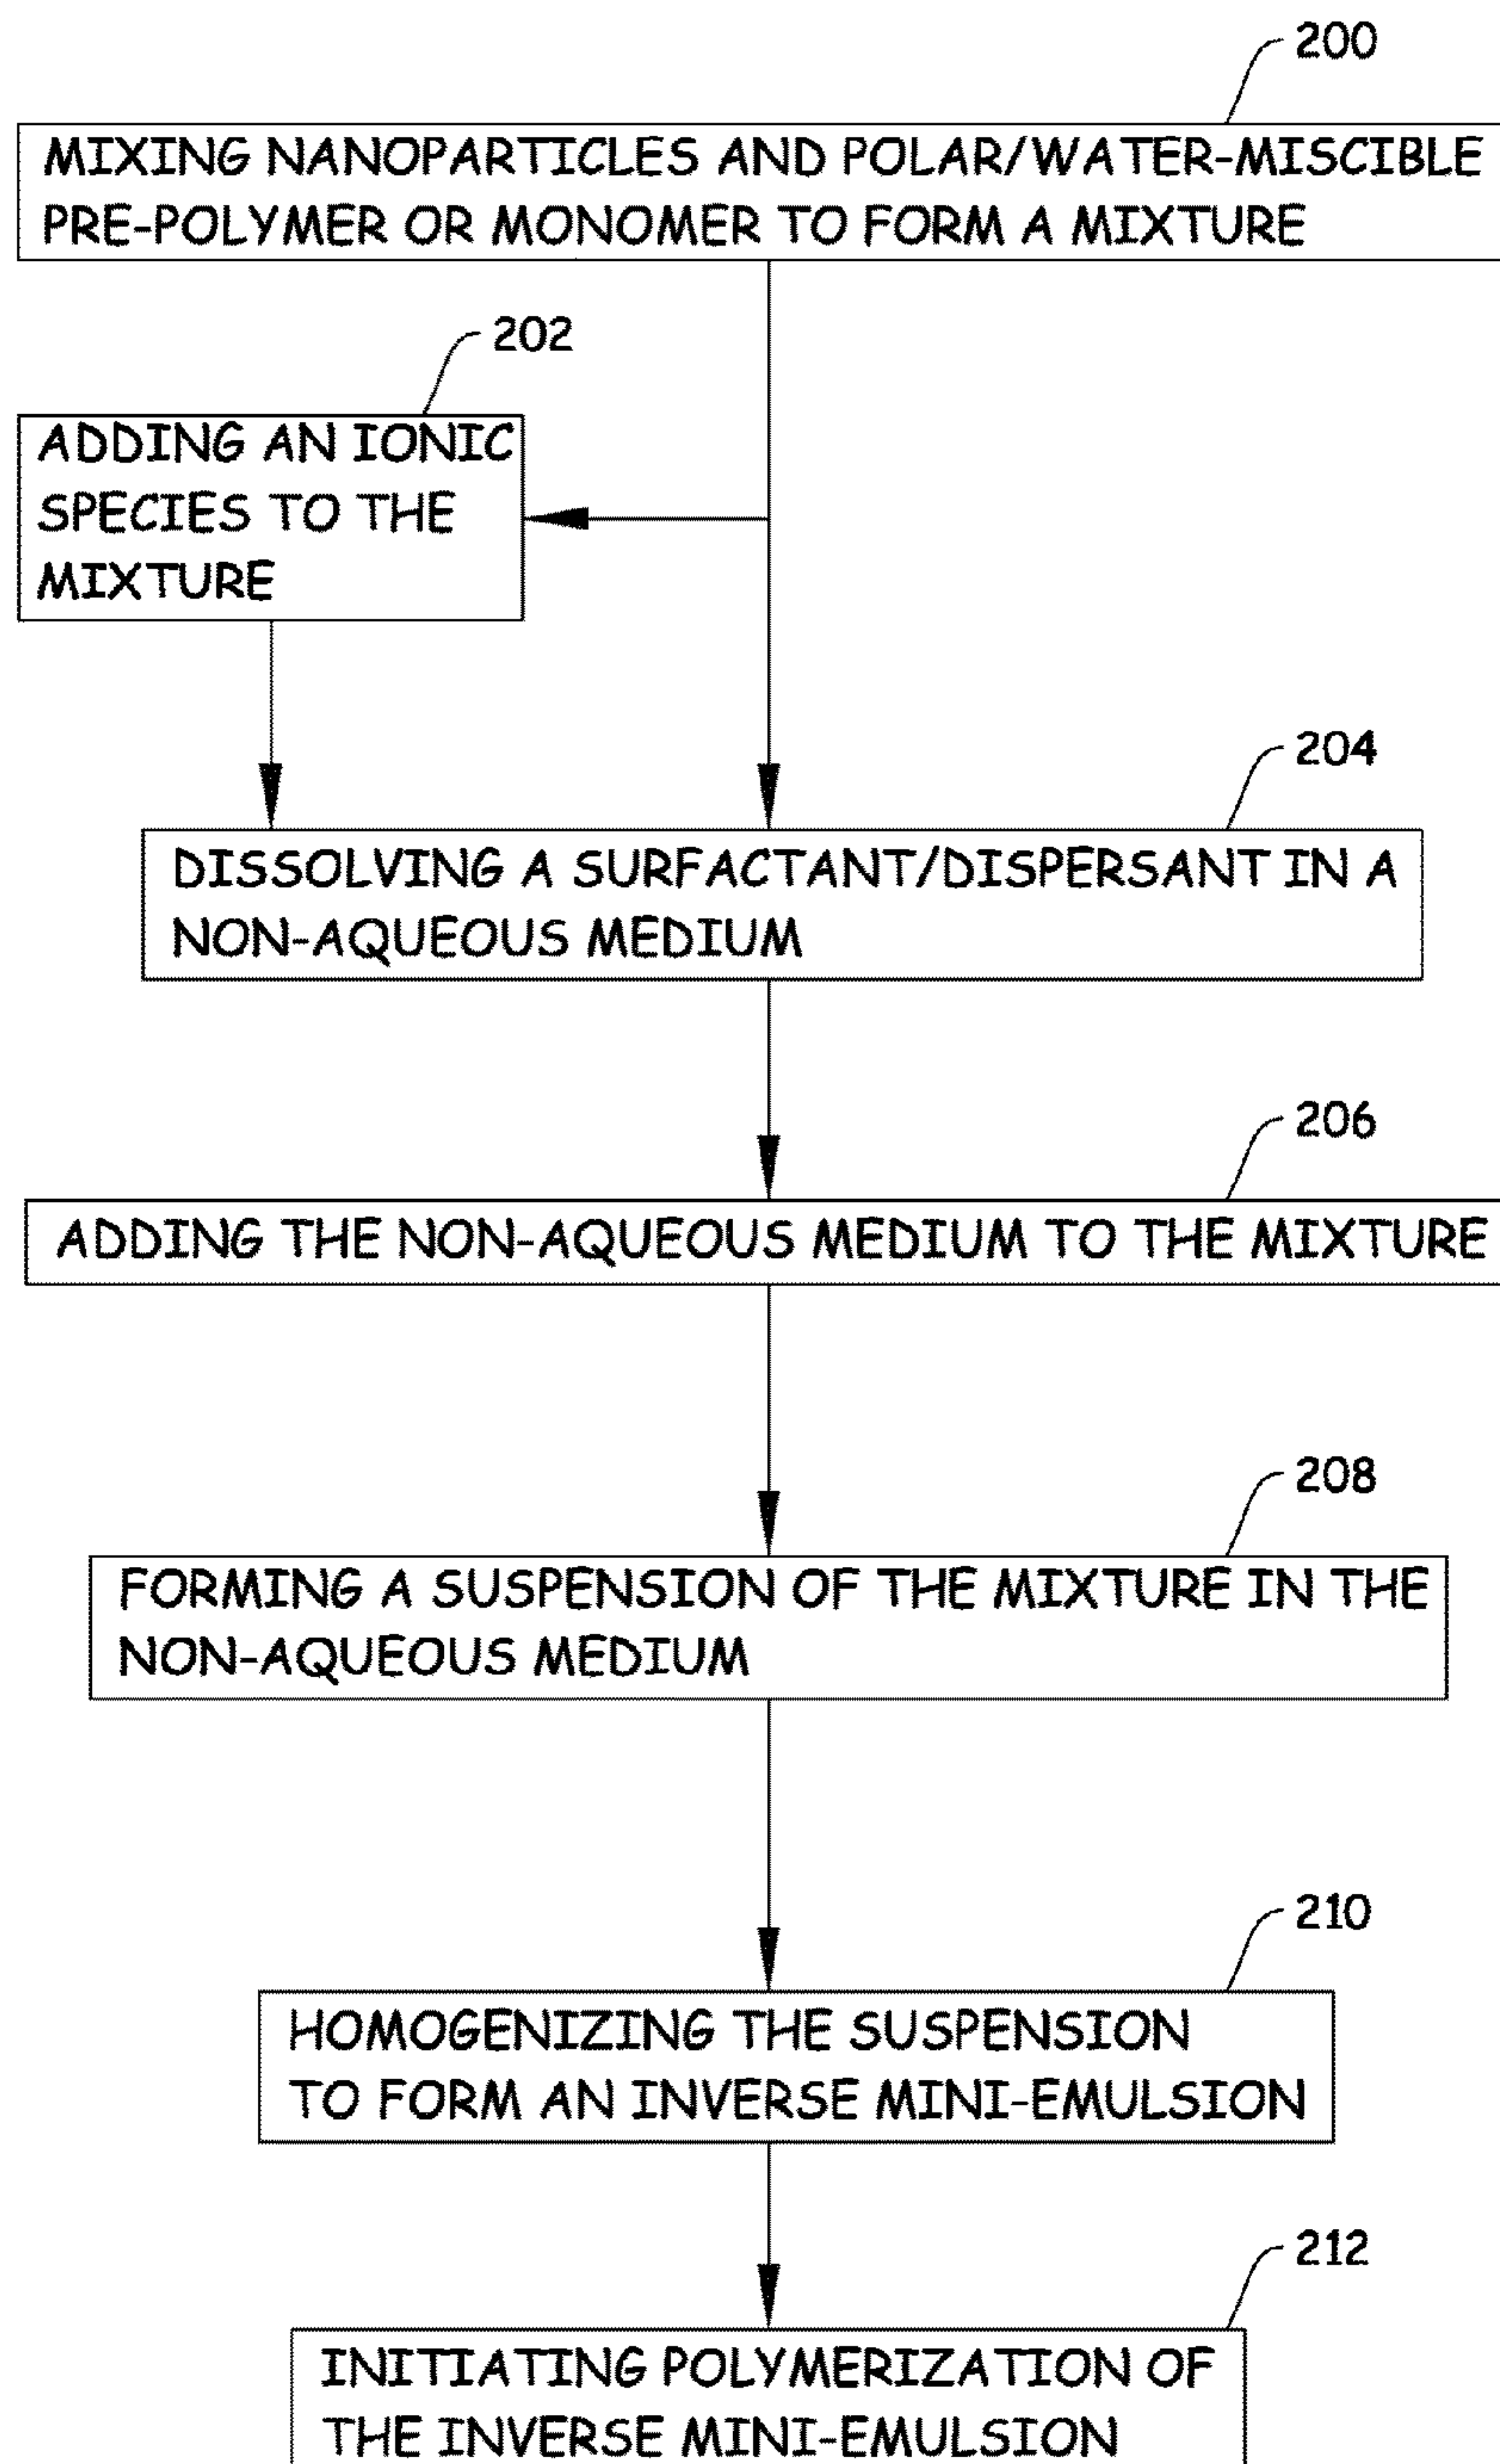 200
MIXING NANOPARTICLES AND POLAR/WATER-MISCIBLE
PRE-POLYMER OR MONOMER TO FORM A MIXTURE
202
ADDING AN IONIC
SPECIES TO THE
MIXTURE
204
DISSOLVING A SURFACTANT/DISPERSANT IN A
NON-AQUEOUS MEDIUM
206
ADDING THE NON-AQUEOUS MEDIUM TO THE MIXTURE
208
FORMING A SUSPENSION OF THE MIXTURE IN THE
NON-AQUEOUS MEDIUM
210
HOMOGENIZING THE SUSPENSION
TO FORM AN INVERSE MINI-EMULSION
212
INITIATING POLYMERIZATION OF
THE INVERSE MINI-EMULSION